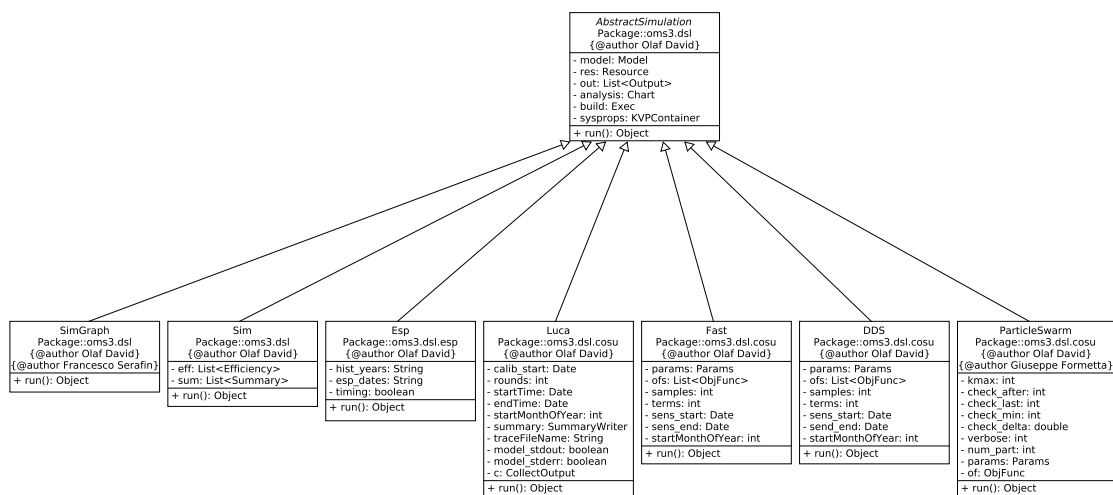 AbstractSimulation
Package::oms3.dsl
{@author Olaf David}
- model: Model
- res: Resource
- out: List<Output>
- analysis: Chart
- build: Exec
- sysprops: KVPContainer
+ run(): Object
SimGraph
Package::oms3.dsl
{@author Olaf David}
{@author Francesco Serafin}
+ run(): Object
Sim
Package::oms3.dsl
{@author Olaf David}
- eff: List<Efficiency>
- sum: List<Summary>
+ run(): Object
Esp
Package::oms3.dsl.esp
{@author Olaf David}
- hist_years: String
- esp_dates: String
- timing: boolean
+ run(): Object
Luca
Package::oms3.dsl.cosu
{@author Olaf David}
- calib_start: Date
- rounds: int
- startTime: Date
- endTime: Date
- startMonthOfYear: int
- summary: SummaryWriter
- traceFileName: String
- model_stdout: boolean
- model_stderr: boolean
- c: CollectOutput
+ run(): Object
Fast
Package::oms3.dsl.cosu
{@author Olaf David}
- params: Params
- ofs: List<ObjFunc>
- samples: int
- terms: int
- sens_start: Date
- sens_end: Date
- startMonthOfYear: int
+ run(): Object
DDS
Package::oms3.dsl.cosu
{@author Olaf David}
- params: Params
- ofs: List<ObjFunc>
- samples: int
- terms: int
- sens_start: Date
- send_end: Date
- startMonthOfYear: int
+ run(): Object
ParticleSwarm
Package::oms3.dsl.cosu
{@author Giuseppe Formetta}
- kmax: int
- check_after: int
- check_last: int
- check_min: int
- check_delta: double
- verbose: int
- num_part: int
- params: Params
- of: ObjFunc
+ run(): Object